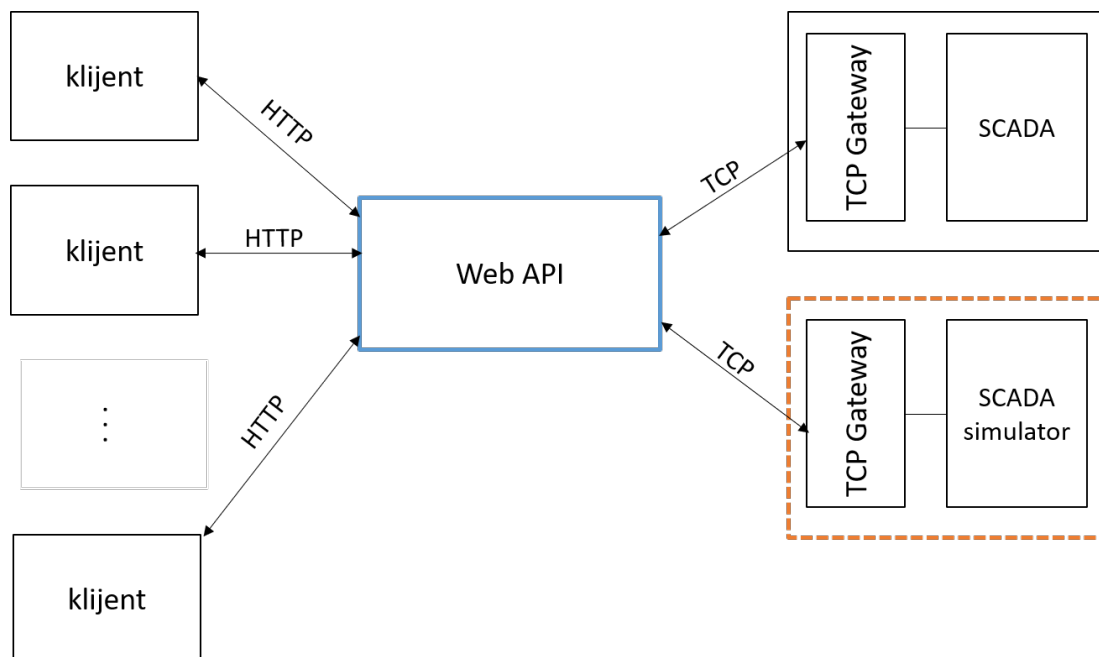 klijent
HTTP
klijent
HTTP
⋮
HTTP
klijent
Web API
TCP
TCP Gateway
SCADA
TCP
TCP Gateway
SCADA
simulator